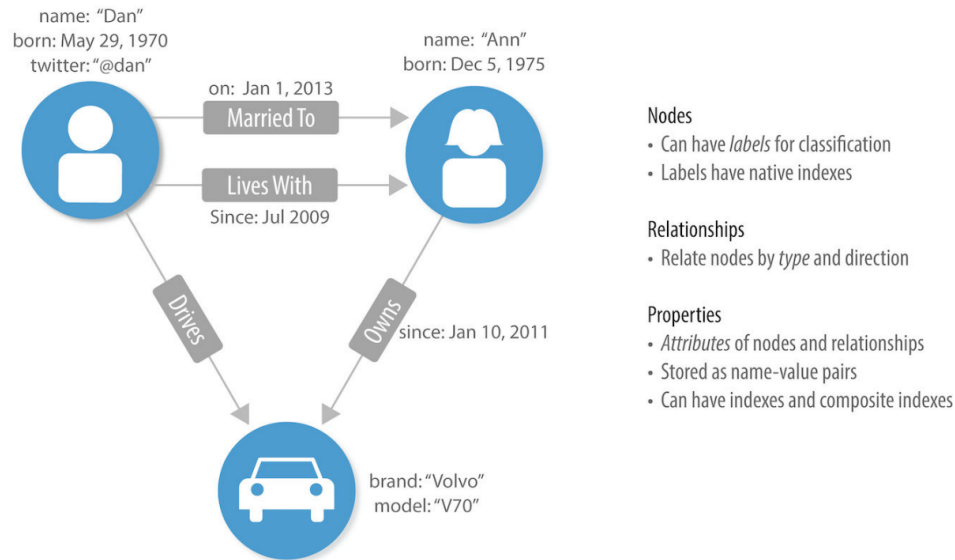 name: “Dan”
born: May 29, 1970
twitter: “@dan”
name: “Ann”
born: Dec 5, 1975
on: Jan 1, 2013
Married To
Lives With
Since: Jul 2009
Drives
Owns
since: Jan 10, 2011
brand: “Volvo”
model: “V70”
Nodes
• Can have labels for classification
• Labels have native indexes
Relationships
• Relate nodes by type and direction
Properties
• Attributes of nodes and relationships
• Stored as name-value pairs
• Can have indexes and composite indexes